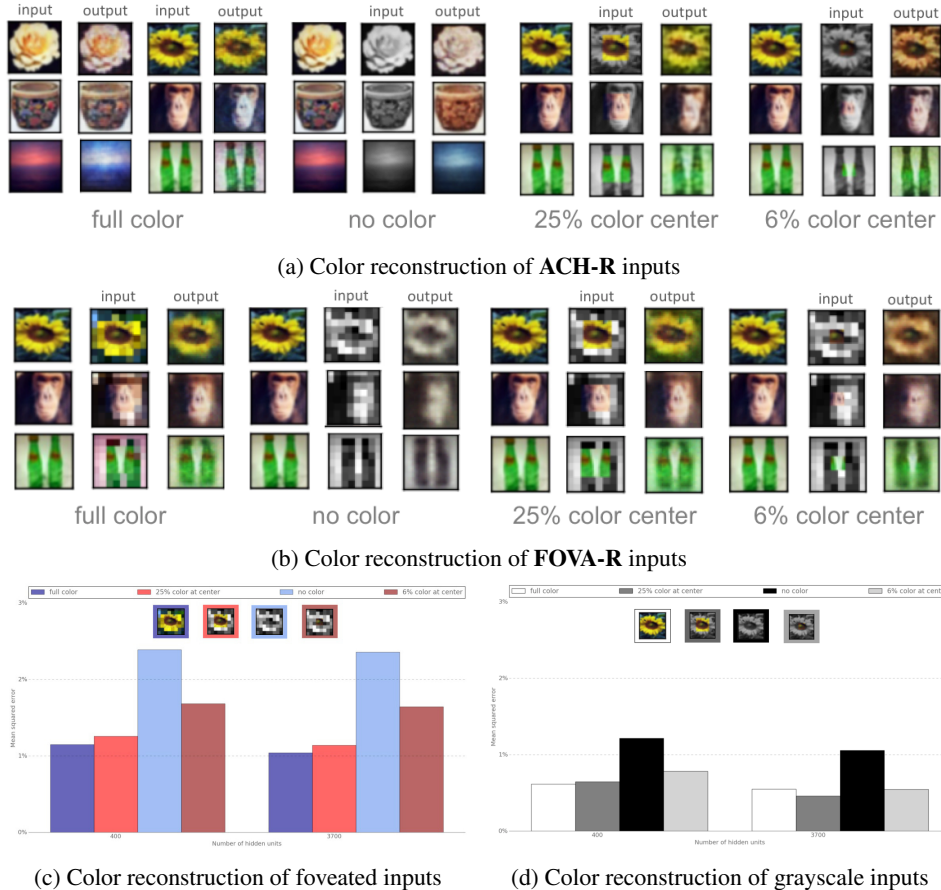 input output input output input output input output input output
full color no color 25% color center 6% color center
(a) Color reconstruction of ACH-R inputs
input output input output input output input output
full color no color 25% color center 6% color center
(b) Color reconstruction of FOVA-R inputs
full color 25% color at center no color 6% color at center
3%
2%
1%
0%
Mean squared error
400 3700
Number of hidden units
(c) Color reconstruction of foveated inputs
full color 25% color at center no color 6% color at center
3%
2%
1%
0%
Mean squared error
400 3700
Number of hidden units
(d) Color reconstruction of grayscale inputs